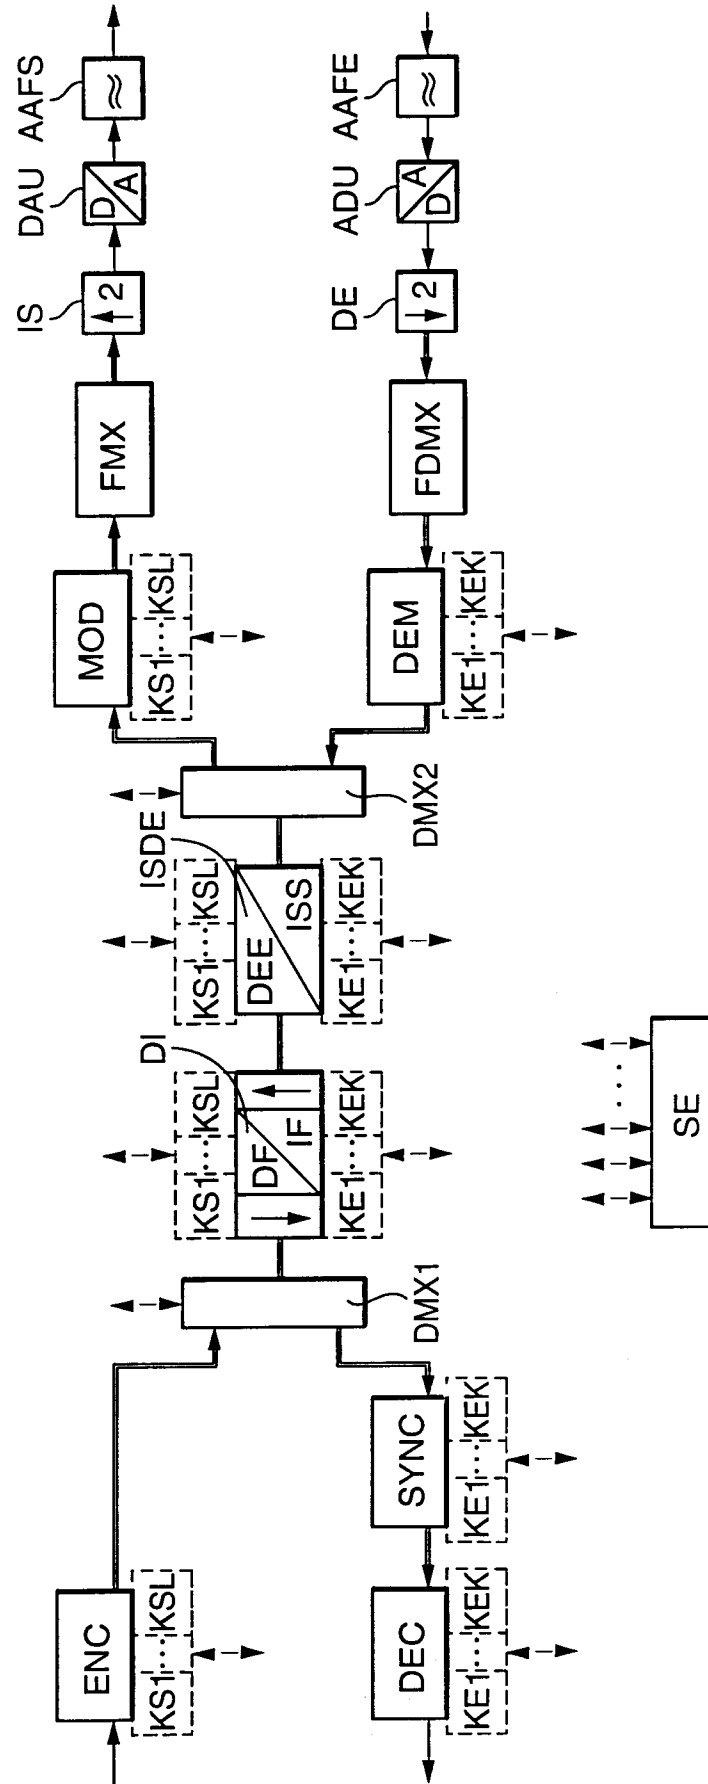 ENC
KS1⋯KSL
DEC
KE1⋯KEK
SYNC
KE1⋯KEK
DMX1
DI
KS1⋯KSL
DF
IF
KE1⋯KEK
ISDE
KS1⋯KSL
DEE
ISS
KE1⋯KEK
DMX2
MOD
KS1⋯KSL
DEM
KE1⋯KEK
FMX
FDMX
IS
↑2
DE
↓2
DAU
D/A
ADU
A/D
AAFS
≈
AAFE
≈
SE
⋯